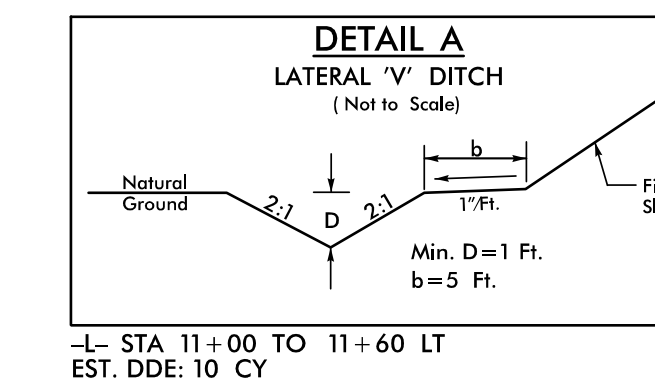 DETAIL A
LATERAL 'V' DITCH
( Not to Scale)
b
Natural
Ground
2:1
D
2:1
1"/Ft.
Min. D=1 Ft.
b=5 Ft.
-L- STA 11+00 TO 11+60 LT
EST. DDE: 10 CY